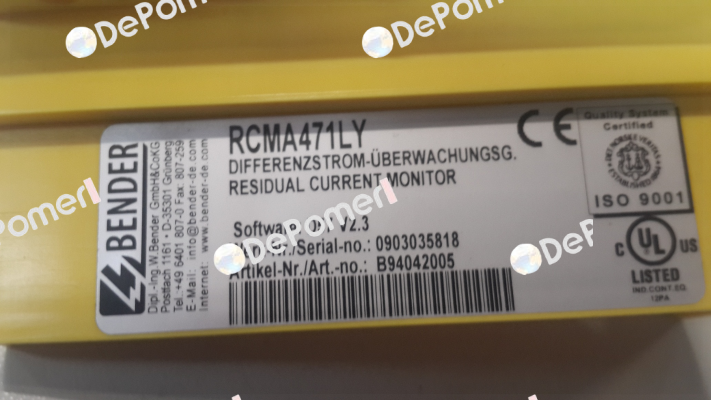 DePomerl
DePomerl
BENDER
Dipl.-Ing. W. Bender GmbH&CoKG
Postfach 1161 • D-35301 Grünberg
Tel.: +49 6401 807-0 Fax: 807-259
E-Mail: info@bender-de.com
Internet: www.bender-de.com
RCMA471LY
DIFFERENZSTROM-ÜBERWACHUNGSG.
RESIDUAL CURRENT MONITOR
Software: V2.3
/Serial-no.: 0903035818
Artikel-Nr./Art.-no.: B94042005
CE
Quality System
Certified
ISO 9001
C UL US
LISTED
IND.CONT.EQ.
12PA
DePomerl
DePomerl
DePomerl